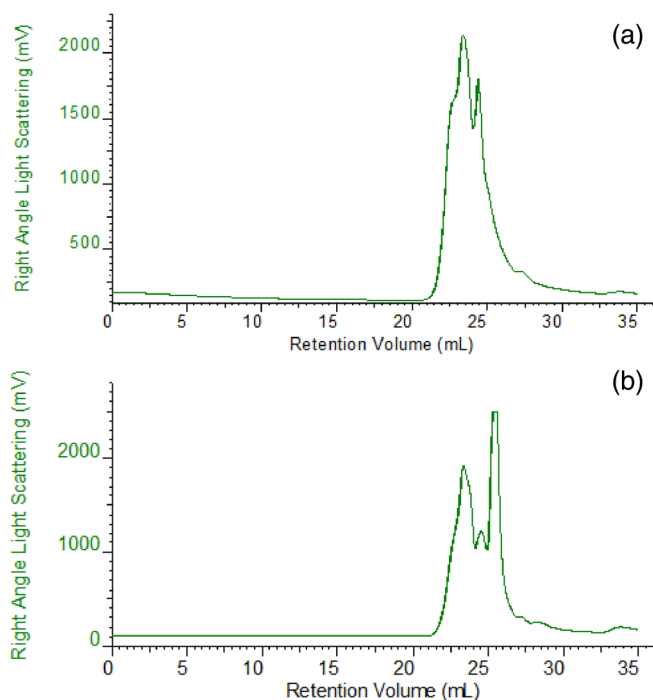 (a)
Right Angle Light Scattering (mV)
2000
1500
1000
500
0 5 10 15 20 25 30 35
Retention Volume (mL)
(b)
Right Angle Light Scattering (mV)
2000
1000
0
0 5 10 15 20 25 30 35
Retention Volume (mL)